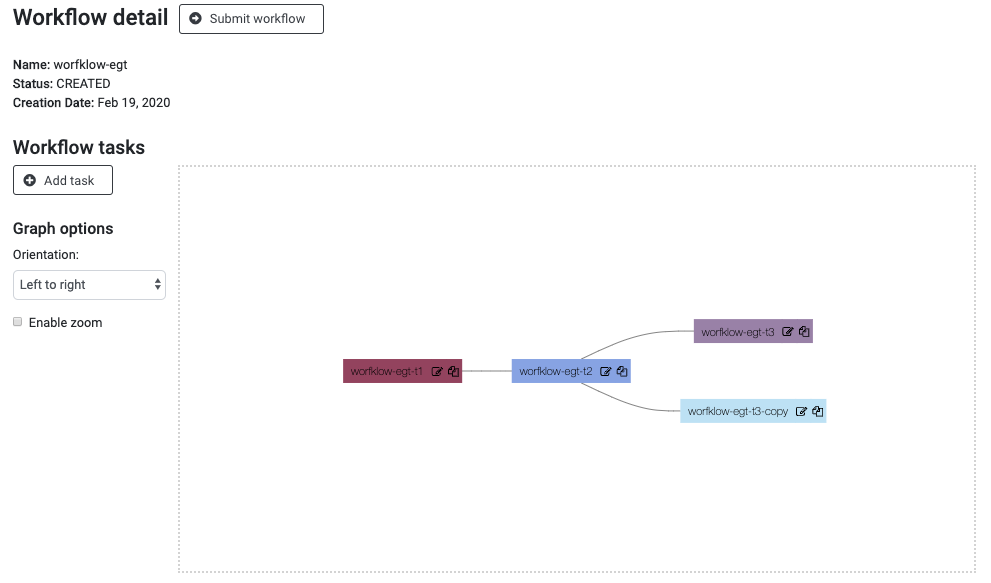 Workflow detail
Submit workflow
Name: worfklow-egt
Status: CREATED
Creation Date: Feb 19, 2020
Workflow tasks
Add task
Graph options
Orientation:
Left to right
Enable zoom
worfklow-egt-t1
worfklow-egt-t2
worfklow-egt-t3
worfklow-egt-t3-copy